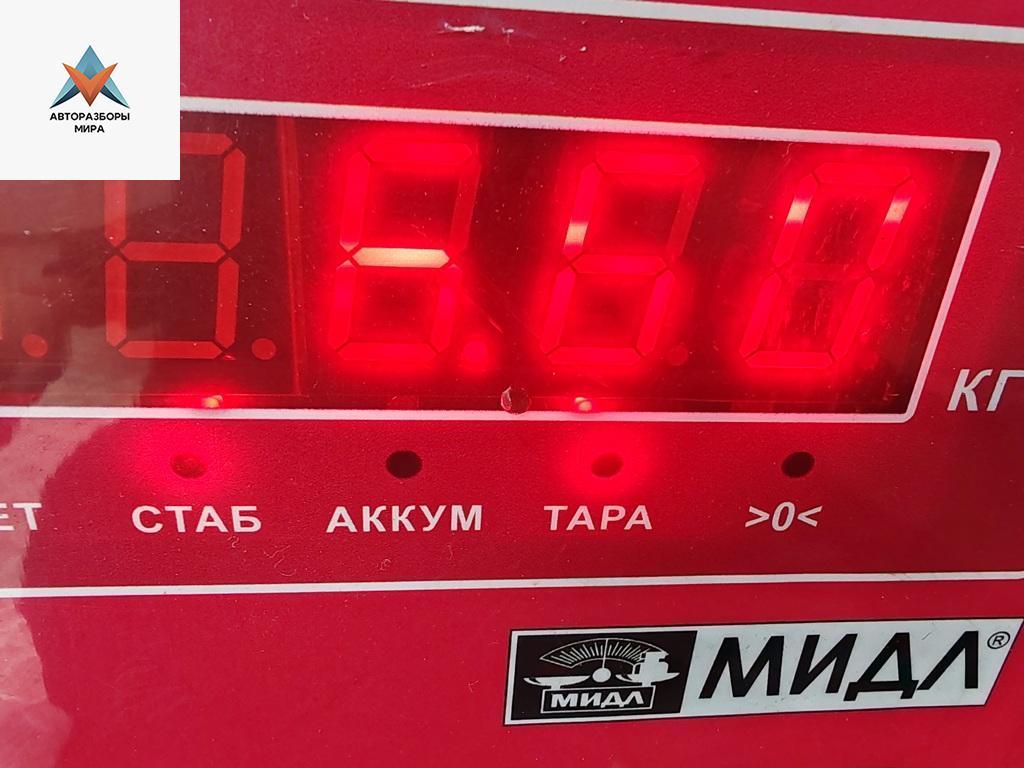 АВТОРАЗБОРЫ
МИРА
КГ
СТАБ АККУМ ТАРА >0<
МИДЛ МИДЛ®